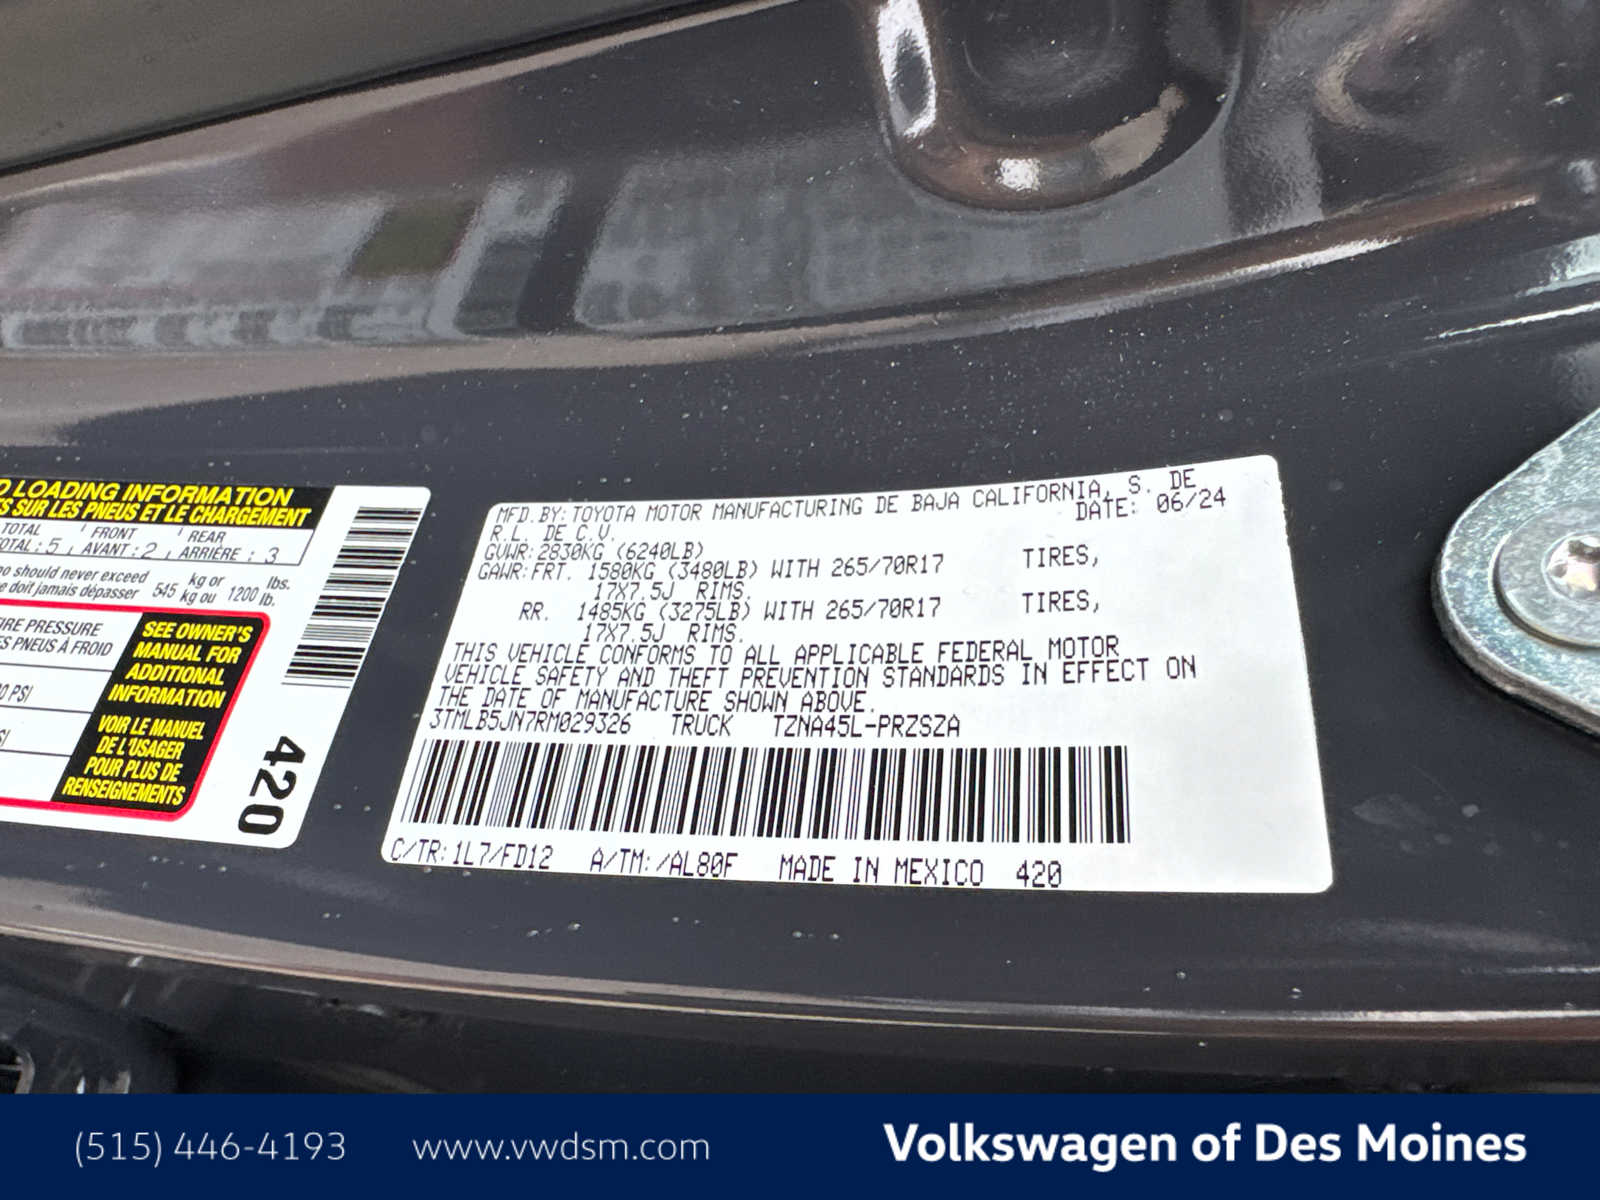 D LOADING INFORMATION
S SUR LES PNEUS ET LE CHARGEMENT
TOTAL FRONT REAR
OTAL : 5 , AVANT : 2 , ARRIÈRE : 3
should never exceed 545 kg or 1200 lbs.
e doit jamais dépasser kg ou lb.
IRE PRESSURE
ES PNEUS À FROID
0 PSI
SI
SEE OWNER'S
MANUAL FOR
ADDITIONAL
INFORMATION
VOIR LE MANUEL
DE L'USAGER
POUR PLUS DE
RENSEIGNEMENTS
420
MFD.BY:TOYOTA MOTOR MANUFACTURING DE BAJA CALIFORNIA, S. DE
R.L. DE C.V. DATE: 06/24
GVWR:2830KG (6240LB)
GAWR:FRT. 1580KG (3480LB) WITH 265/70R17 TIRES,
17X7.5J RIMS.
RR. 1485KG (3275LB) WITH 265/70R17 TIRES,
17X7.5J RIMS.
THIS VEHICLE CONFORMS TO ALL APPLICABLE FEDERAL MOTOR
VEHICLE SAFETY AND THEFT PREVENTION STANDARDS IN EFFECT ON
THE DATE OF MANUFACTURE SHOWN ABOVE.
3TMLB5JN7RM029326 TRUCK TZNA45L-PRZSZA
C/TR:1L7/FD12 A/TM:/AL80F MADE IN MEXICO 420
(515) 446-4193 www.vwdsm.com Volkswagen of Des Moines